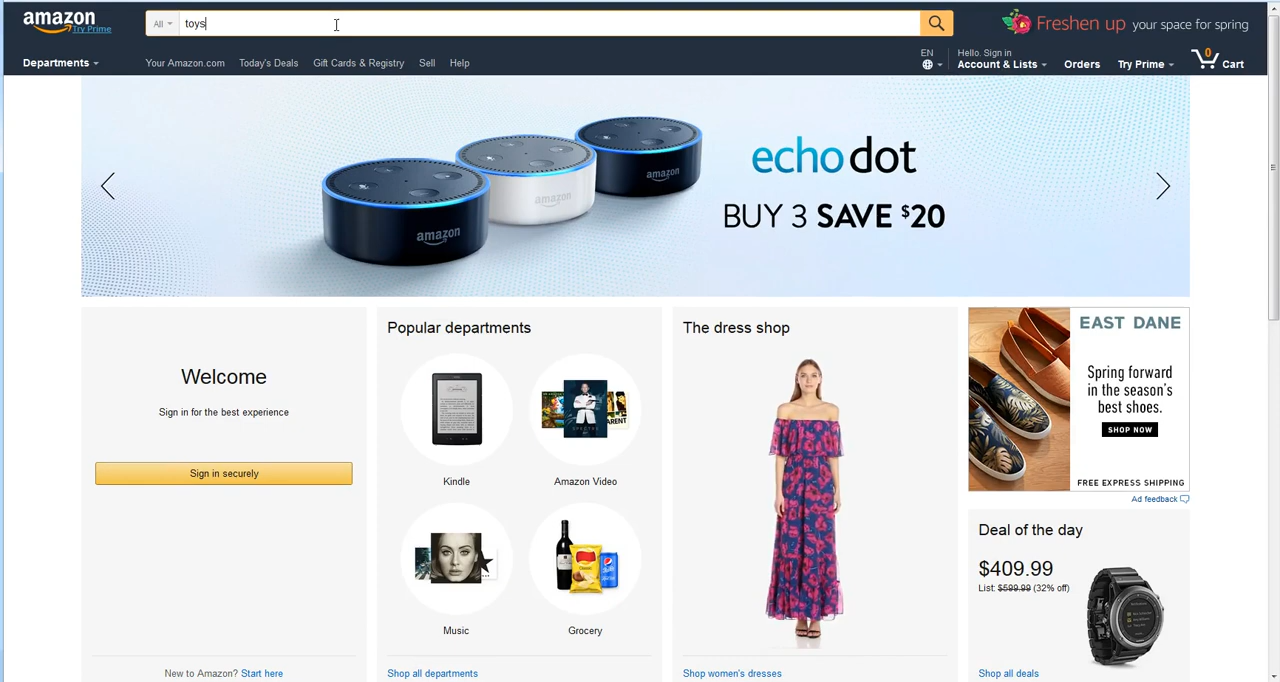 amazon
Try Prime
All
toys
Freshen up your space for spring
Departments
Your Amazon.com
Today's Deals
Gift Cards & Registry
Sell
Help
EN
Hello. Sign in
Account & Lists
Orders
Try Prime
0
Cart
echo dot
BUY 3 SAVE $20
amazon
amazon
amazon
Welcome
Sign in for the best experience
Sign in securely
New to Amazon? Start here
Popular departments
Kindle
Amazon Video
Music
Grocery
Shop all departments
The dress shop
Shop women's dresses
EAST DANE
Spring forward
in the season's
best shoes.
SHOP NOW
FREE EXPRESS SHIPPING
Ad feedback
Deal of the day
$409.99
List: $599.99 (32% off)
Shop all deals